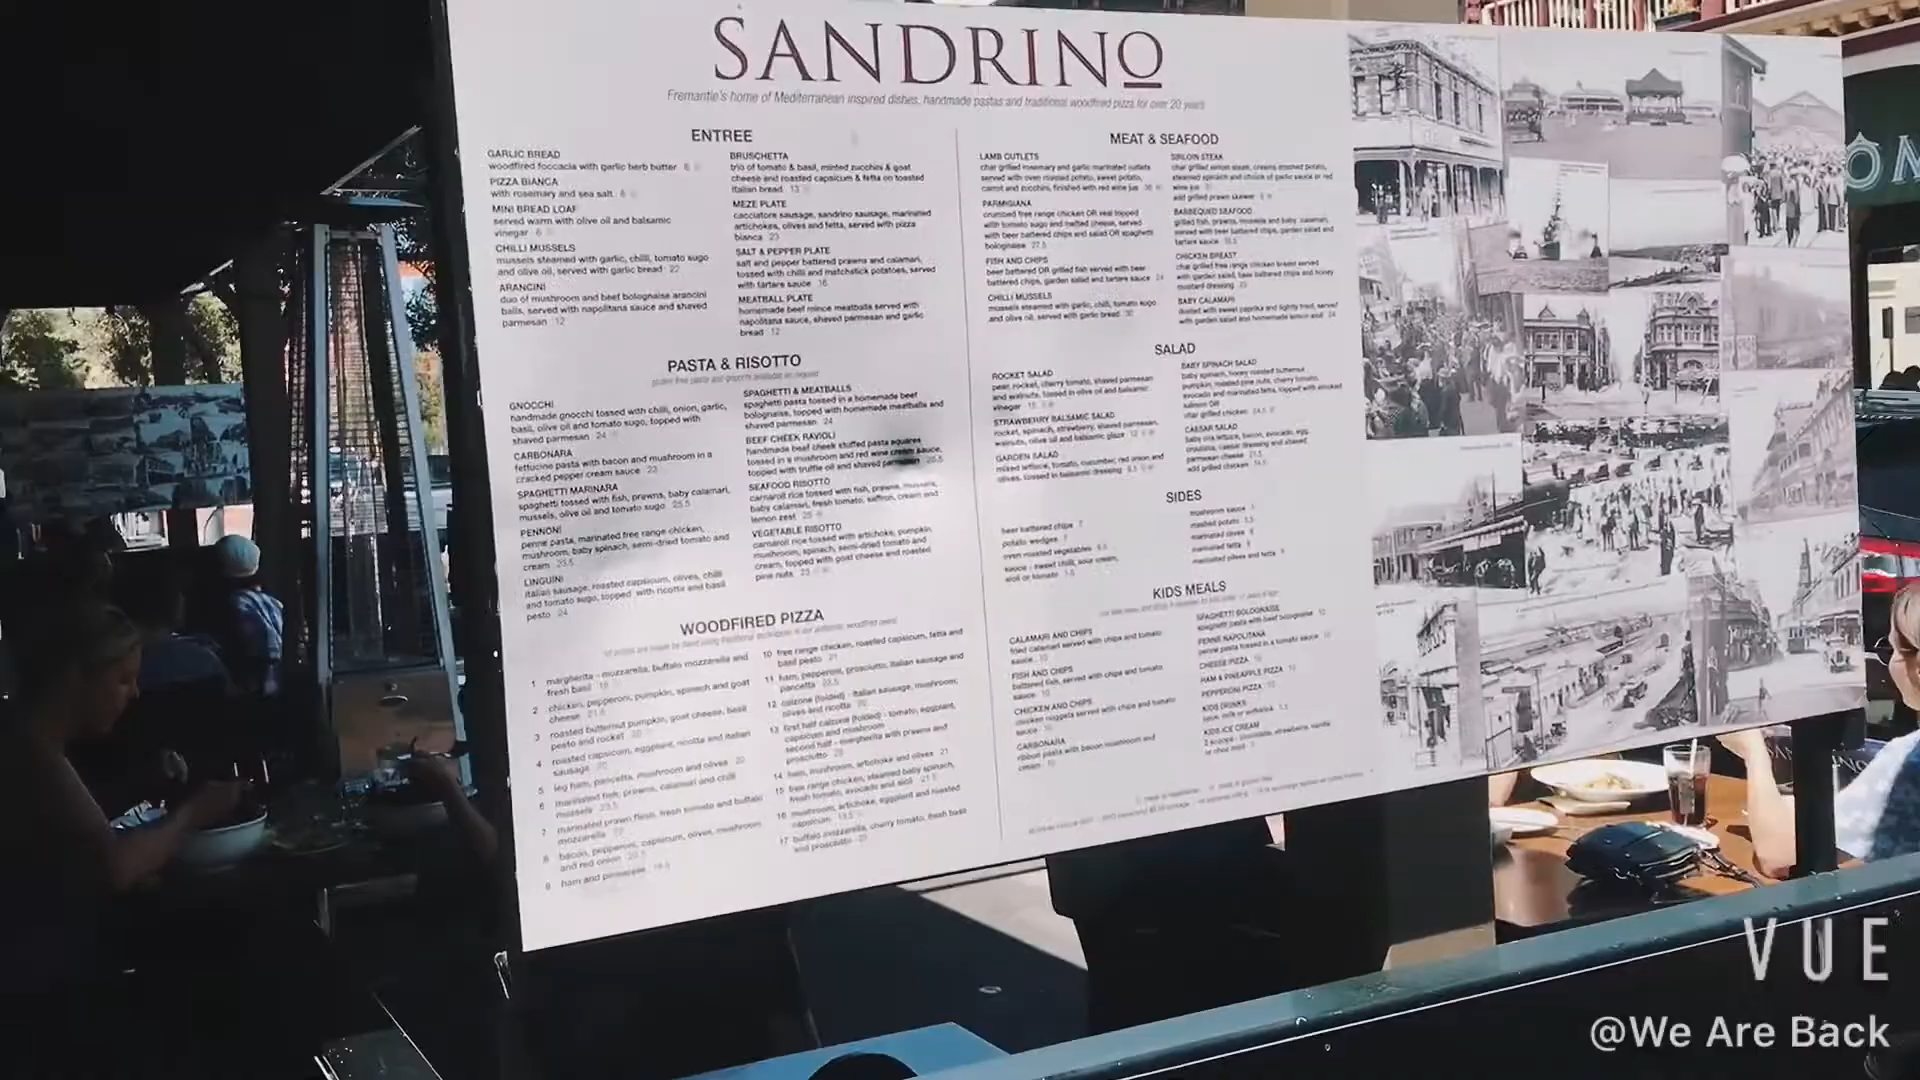 SANDRINO
Fremantle's home of Mediterranean inspired dishes, handmade pastas and traditional woodfired pizza for over 20 years
ENTREE
GARLIC BREAD
woodfired foccacia with garlic herb butter 6
PIZZA BIANCA
with rosemary and sea salt 6
MINI BREAD LOAF
served warm with olive oil and balsamic
vinegar 6
CHILLI MUSSELS
mussels steamed with garlic, chilli, tomato sugo
and olive oil, served with garlic bread 22
ARANCINI
duo of mushroom and beef bolognaise arancini
balls, served with napolitana sauce and shaved
parmesan 12
BRUSCHETTA
trio of tomato & basil, minted zucchini & goat
cheese and roasted capsicum & fetta on toasted
Italian bread 13
MEZE PLATE
cacciatore sausage, sandrino sausage, marinated
artichokes, olives and fetta, served with pizza
bianca 23
SALT & PEPPER PLATE
salt and pepper battered prawns and calamari,
tossed with chilli and matchstick potatoes, served
with tartare sauce 16
MEATBALL PLATE
homemade beef mince meatballs served with
napolitana sauce, shaved parmesan and garlic
bread 12
PASTA & RISOTTO
gluten free pasta and gnocchi available on request
GNOCCHI
handmade gnocchi tossed with chilli, onion, garlic,
basil, olive oil and tomato sugo, topped with
shaved parmesan 24
CARBONARA
fettucine pasta with bacon and mushroom in a
cracked pepper cream sauce 23
SPAGHETTI MARINARA
spaghetti tossed with fish, prawns, baby calamari,
mussels, olive oil and tomato sugo 25.5
PENNONI
penne pasta, marinated free range chicken,
mushroom, baby spinach, semi-dried tomato and
cream 23.5
LINGUINI
italian sausage, roasted capsicum, olives, chilli
and tomato sugo, topped with ricotta and basil
pesto 24
SPAGHETTI & MEATBALLS
spaghetti pasta tossed in a homemade beef
bolognaise, topped with homemade meatballs and
shaved parmesan 24
BEEF CHEEK RAVIOLI
handmade beef cheek stuffed pasta squares
tossed in a mushroom and red wine cream sauce,
topped with truffle oil and shaved parmesan 25.5
SEAFOOD RISOTTO
carnaroli rice tossed with fish, prawns, mussels,
baby calamari, fresh tomato, saffron, cream and
lemon zest 25
VEGETABLE RISOTTO
carnaroli rice tossed with artichoke, pumpkin,
mushroom, spinach, semi-dried tomato and
cream, topped with goat cheese and roasted
pine nuts 23
WOODFIRED PIZZA
1 margherita - mozzarella, buffalo mozzarella and
fresh basil 19
2 chicken, pepperoni, pumpkin, spinach and goat
cheese 21.5
3 roasted butternut pumpkin, goat cheese, basil
pesto and rocket 20
4 roasted capsicum, eggplant, ricotta and italian
sausage
5 leg ham, pancetta, mushroom and olives
6 marinated fish, prawns, calamari and chilli
mussels 23.5
7 marinated prawn flesh, fresh tomato and buffalo
mozzarella
8 bacon, pepperoni, capsicum, olives, mushroom
and red onion
9 ham and pineapple
10 free range chicken, roasted capsicum, fetta and
basil pesto 21
11 ham, pepperoni, prosciutto, italian sausage and
pancetta 23.5
12 calzone (folded) - italian sausage, mushroom,
olives and ricotta
13 first half calzone (folded) - tomato, eggplant,
capsicum and mushroom
second half - margherita with prawns and
prosciutto
14 ham, mushroom, artichoke and olives 21
15 free range chicken, steamed baby spinach,
fresh tomato, avocado and aioli 21.5
16 mushroom, artichoke, eggplant and roasted
capsicum 19.5
17 buffalo mozzarella, cherry tomato, fresh basil
and prosciutto
MEAT & SEAFOOD
LAMB CUTLETS
char grilled rosemary and garlic marinated cutlets
served with oven roasted potato, sweet potato,
carrot and zucchini, finished with red wine jus
PARMIGIANA
crumbed free range chicken OR veal topped
with tomato sugo and melted cheese, served
with beer battered chips and salad OR spaghetti
bolognaise 27.5
FISH AND CHIPS
beer battered OR grilled fish served with beer
battered chips, garden salad and tartare sauce
CHILLI MUSSELS
mussels steamed with garlic, chilli, tomato sugo
and olive oil, served with garlic bread
SIRLOIN STEAK
char grilled sirloin steak, creamy mashed potato,
steamed spinach and choice of garlic sauce or red
wine jus
add grilled prawn skewer
BARBEQUED SEAFOOD
grilled fish, prawns, mussels and baby calamari,
served with beer battered chips, garden salad and
tartare sauce
CHICKEN BREAST
char grilled free range chicken breast served
with garden salad, beer battered chips and honey
mustard dressing
BABY CALAMARI
dusted with sweet paprika and lightly fried, served
with garden salad and homemade lemon aioli
SALAD
ROCKET SALAD
pear, rocket, cherry tomato, shaved parmesan
and walnuts, tossed in olive oil and balsamic
vinegar
STRAWBERRY BALSAMIC SALAD
rocket, spinach, strawberry, shaved parmesan,
walnuts, olive oil and balsamic glaze
GARDEN SALAD
mixed lettuce, tomato, cucumber, red onion and
olives, tossed in balsamic dressing
BABY SPINACH SALAD
baby spinach, honey roasted butternut
pumpkin, roasted pine nuts, cherry tomato,
avocado and marinated fetta, topped with smoked
salmon OR
char grilled chicken
CAESAR SALAD
baby cos lettuce, bacon, avocado, egg,
croutons, caesar dressing and shaved
parmesan cheese
add grilled chicken
SIDES
beer battered chips 7
potato wedges
oven roasted vegetables
sauce - sweet chilli, sour cream,
aioli or tomato
mushroom sauce
mashed potato
marinated olives
marinated fetta
marinated olives and fetta
KIDS MEALS
CALAMARI AND CHIPS
fried calamari served with chips and tomato
sauce
FISH AND CHIPS
battered fish, served with chips and tomato
sauce
CHICKEN AND CHIPS
chicken nuggets served with chips and tomato
sauce
CARBONARA
ribbon pasta with bacon mushroom and
cream
SPAGHETTI BOLOGNAISE
spaghetti pasta with beef bolognaise
PENNE NAPOLITANA
penne pasta tossed in a tomato sauce
CHEESE PIZZA
HAM & PINEAPPLE PIZZA
PEPPERONI PIZZA
KIDS DRINKS
KIDS ICE CREAM
VUE
@We Are Back